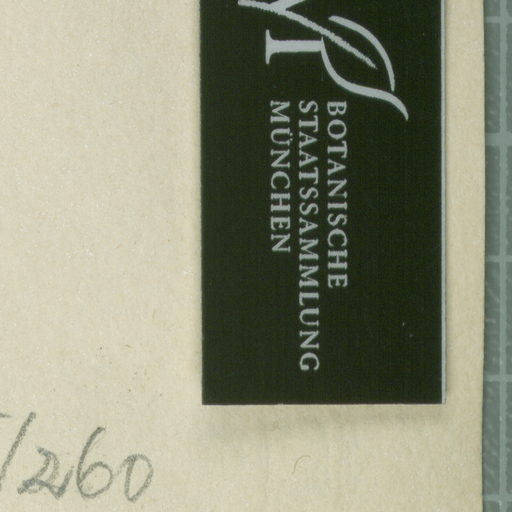 BOTANISCHE
STAATSSAMMLUNG
MÜNCHEN
/260